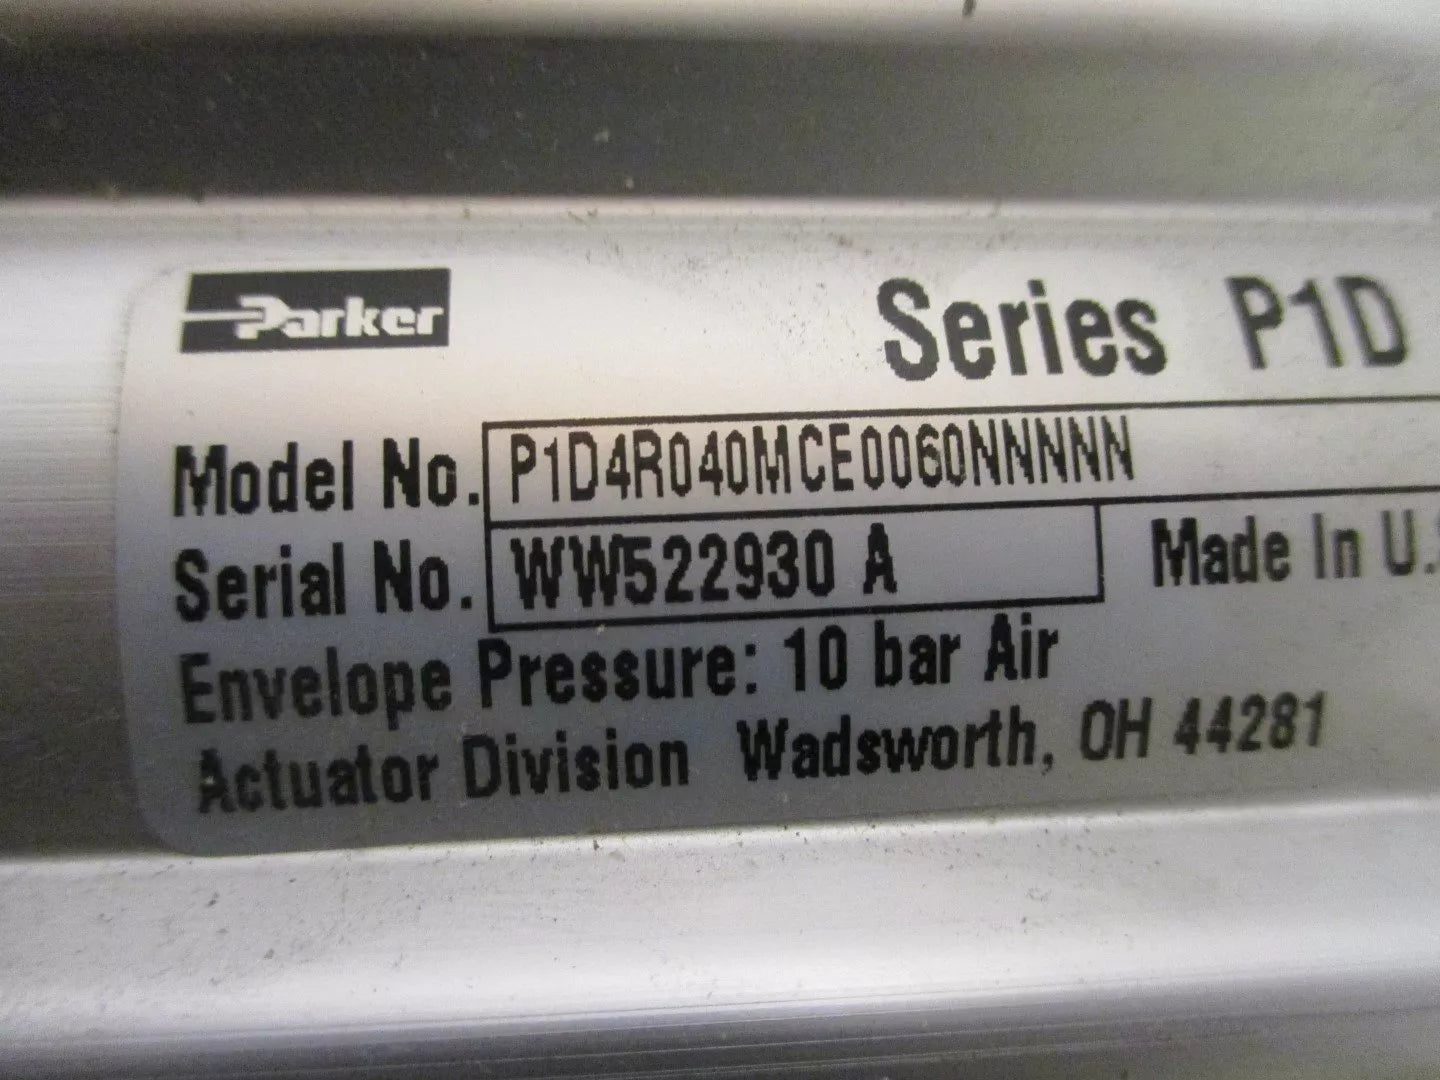 Parker Series P1D
Model No. P1D4R040MCE0060NNNNN
Serial No. WW522930 A Made In U.
Envelope Pressure: 10 bar Air
Actuator Division Wadsworth, OH 44281